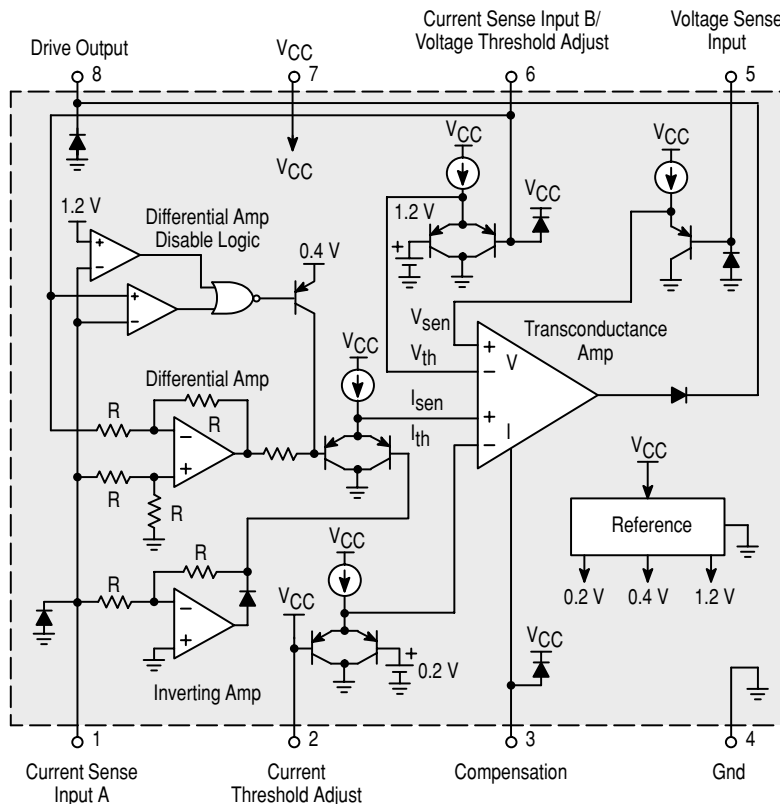 Current Sense Input B/
Voltage Threshold Adjust
Voltage Sense
Input
Drive Output
VCC
8
7
6
5
VCC
VCC
VCC
VCC
1.2 V
Differential Amp
Disable Logic
1.2 V
+
−
0.4 V
+
+
−
Vsen
Transconductance
Amp
VCC
Vth
+
V
−
Differential Amp
Isen
+
R
R
Ith
I
−
−
VCC
+
R
R
Reference
VCC
R
R
VCC
0.2 V
0.4 V
1.2 V
−
VCC
+
+
0.2 V
Inverting Amp
1
2
3
4
Current Sense
Input A
Current
Threshold Adjust
Compensation
Gnd